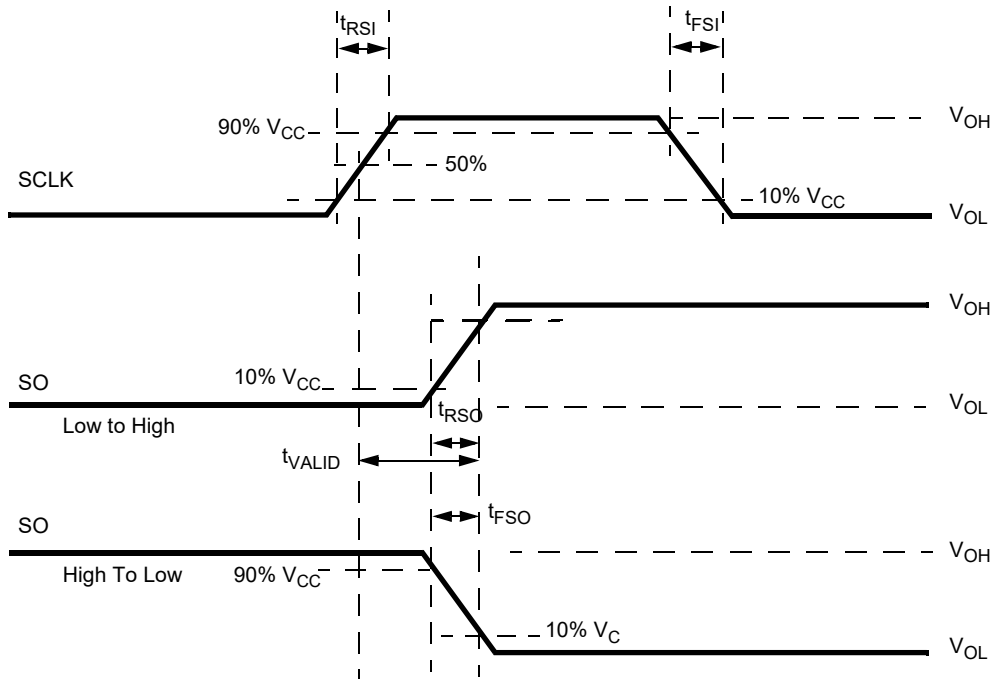 tRSI
tFSI
90% VCC
VOH
50%
SCLK
10% VCC
VOL
VOH
SO
10% VCC
tRSO
VOL
Low to High
tVALID
tFSO
SO
VOH
High To Low
90% VCC
10% VC
VOL